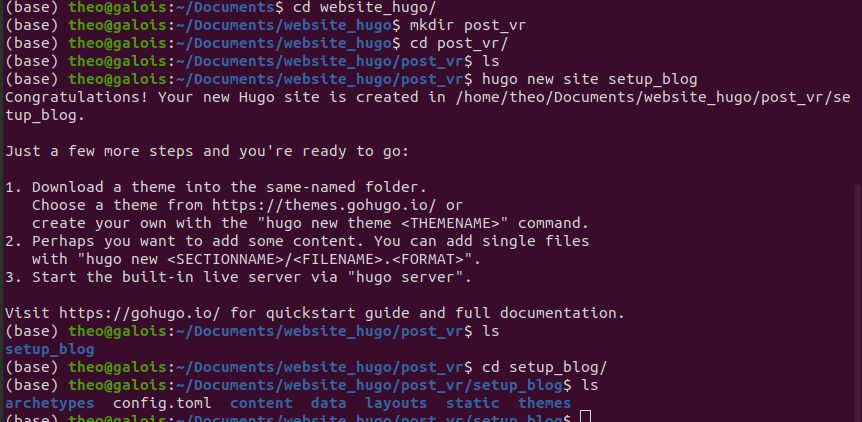 (base) theo@galois:~/Documents$ cd website_hugo/
(base) theo@galois:~/Documents/website_hugo$ mkdir post_vr
(base) theo@galois:~/Documents/website_hugo$ cd post_vr/
(base) theo@galois:~/Documents/website_hugo/post_vr$ ls
(base) theo@galois:~/Documents/website_hugo/post_vr$ hugo new site setup_blog
Congratulations! Your new Hugo site is created in /home/theo/Documents/website_hugo/post_vr/se
tup_blog.

Just a few more steps and you're ready to go:

1. Download a theme into the same-named folder.
   Choose a theme from https://themes.gohugo.io/ or
   create your own with the "hugo new theme <THEMENAME>" command.
2. Perhaps you want to add some content. You can add single files
   with "hugo new <SECTIONNAME>/<FILENAME>.<FORMAT>".
3. Start the built-in live server via "hugo server".

Visit https://gohugo.io/ for quickstart guide and full documentation.
(base) theo@galois:~/Documents/website_hugo/post_vr$ ls
setup_blog
(base) theo@galois:~/Documents/website_hugo/post_vr$ cd setup_blog/
(base) theo@galois:~/Documents/website_hugo/post_vr/setup_blog$ ls
archetypes  config.toml  content  data  layouts  static  themes
(base) theo@galois:~/Documents/website_hugo/post_vr/setup_blog$